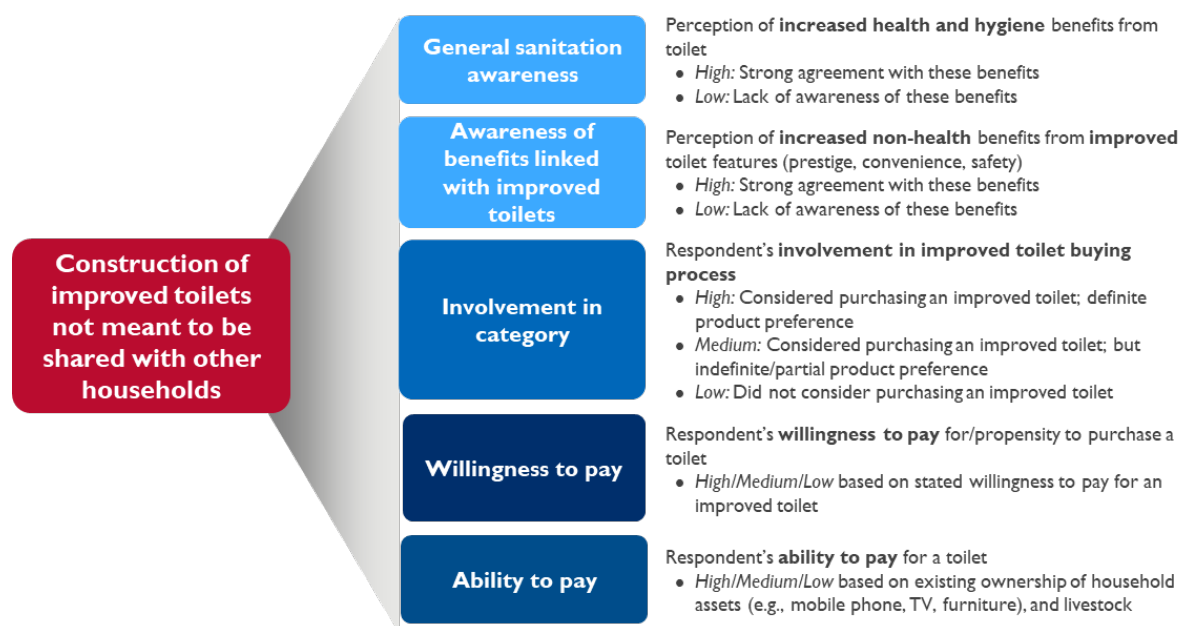 Construction of
improved toilets
not meant to be
shared with other
households
General sanitation
awareness
Perception of increased health and hygiene benefits from
toilet
• High: Strong agreement with these benefits
• Low: Lack of awareness of these benefits
Awareness of
benefits linked
with improved
toilets
Perception of increased non-health benefits from improved
toilet features (prestige, convenience, safety)
• High: Strong agreement with these benefits
• Low: Lack of awareness of these benefits
Involvement in
category
Respondent's involvement in improved toilet buying
process
• High: Considered purchasing an improved toilet; definite
product preference
• Medium: Considered purchasing an improved toilet; but
indefinite/partial product preference
• Low: Did not consider purchasing an improved toilet
Willingness to pay
Respondent's willingness to pay for/propensity to purchase a
toilet
• High/Medium/Low based on stated willingness to pay for an
improved toilet
Ability to pay
Respondent's ability to pay for a toilet
• High/Medium/Low based on existing ownership of household
assets (e.g., mobile phone, TV, furniture), and livestock